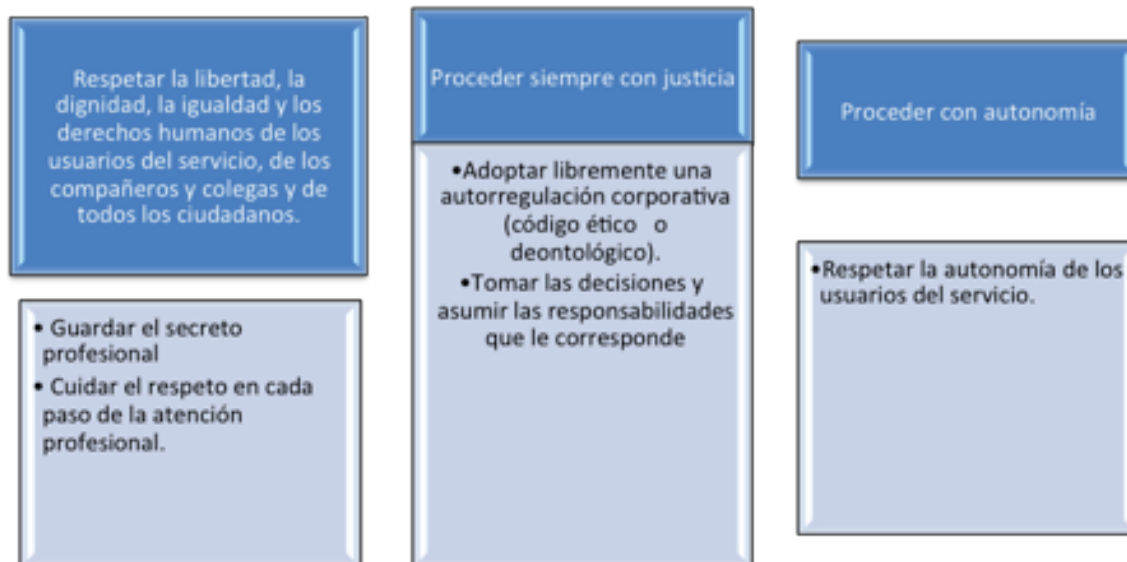 Respetar la libertad, la
dignidad, la igualdad y los
derechos humanos de los
usuarios del servicio, de los
compañeros y colegas y de
todos los ciudadanos.
• Guardar el secreto
profesional
• Cuidar el respeto en cada
paso de la atención
profesional.
Proceder siempre con justicia
•Adoptar libremente una
autorregulación corporativa
(código ético o
deontológico).
•Tomar las decisiones y
asumir las responsabilidades
que le corresponde
Proceder con autonomía
•Respetar la autonomía de los
usuarios del servicio.